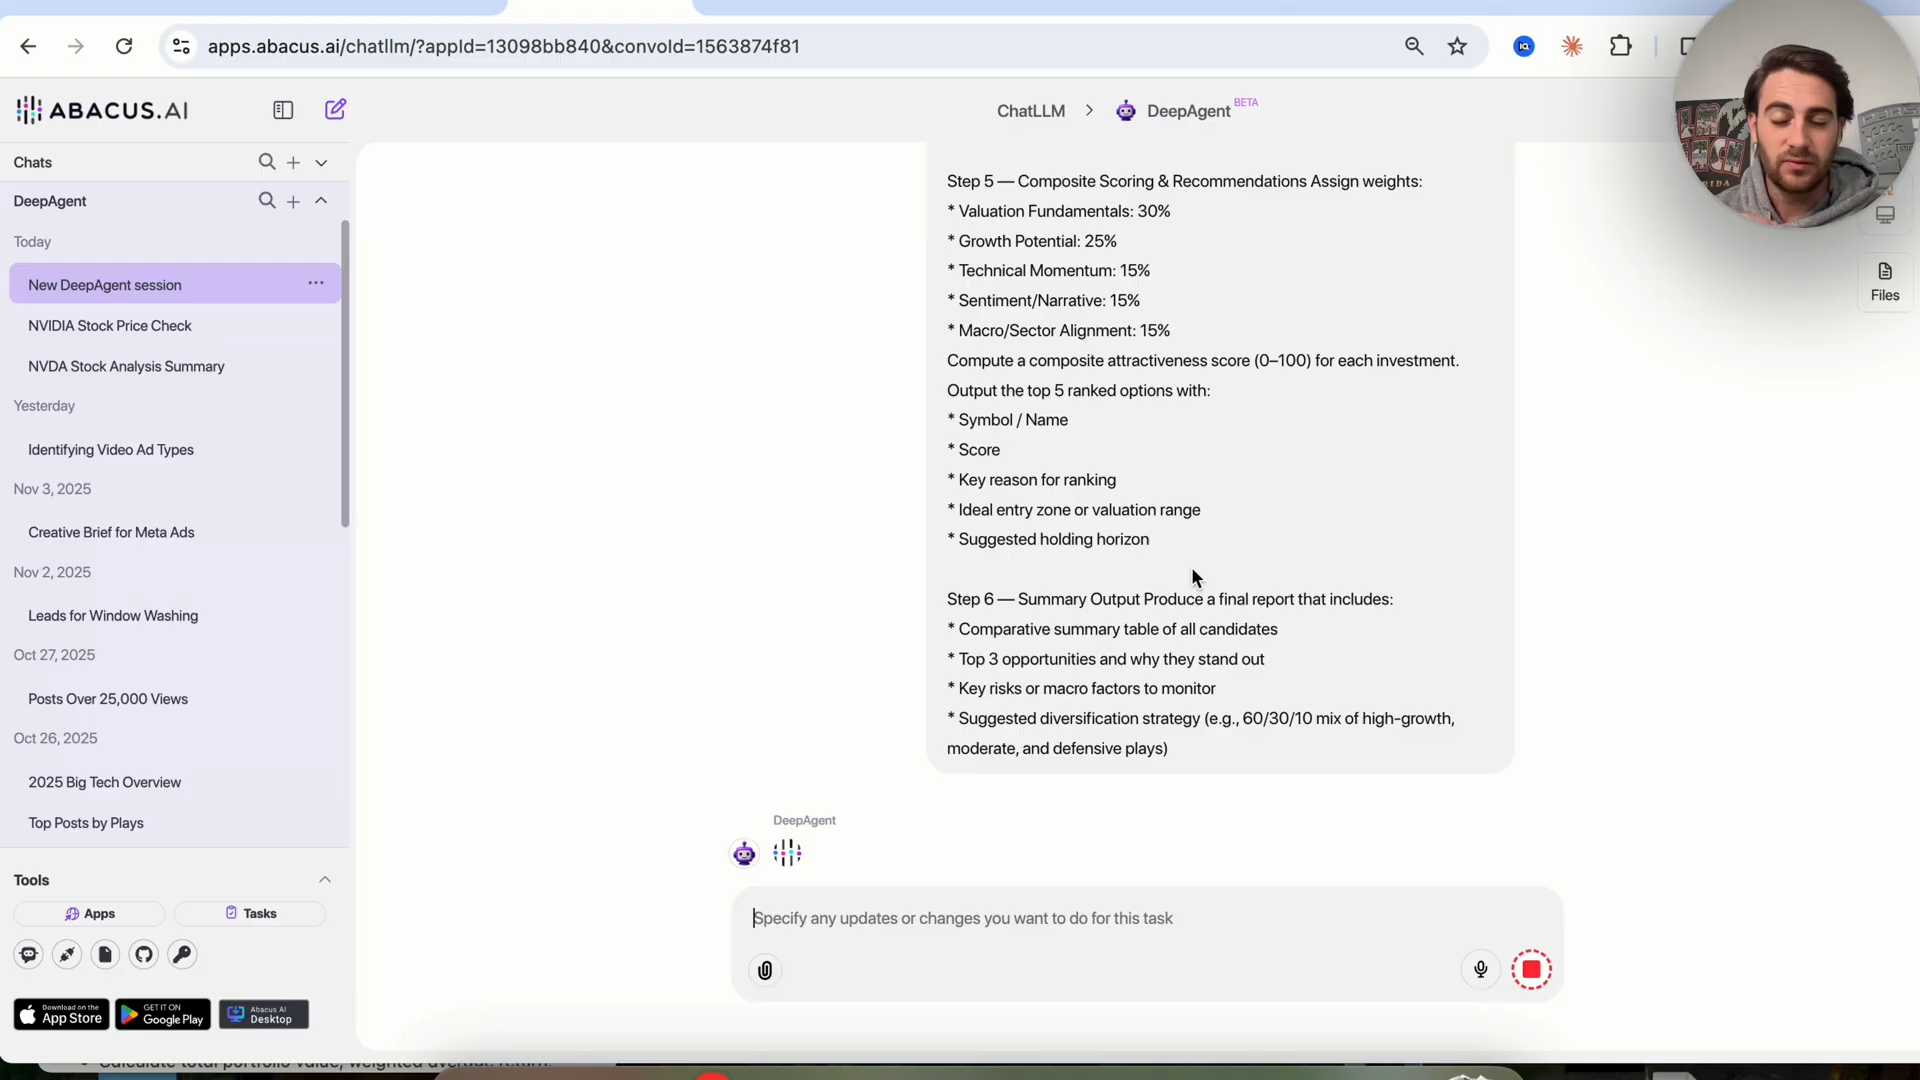 apps.abacus.ai/chatllm/?appId=13098bb840&convoId=1563874f81
ABACUS.AI
ChatLLM > DeepAgent BETA
Chats
DeepAgent
Today
New DeepAgent session
NVIDIA Stock Price Check
NVDA Stock Analysis Summary
Yesterday
Identifying Video Ad Types
Nov 3, 2025
Creative Brief for Meta Ads
Nov 2, 2025
Leads for Window Washing
Oct 27, 2025
Posts Over 25,000 Views
Oct 26, 2025
2025 Big Tech Overview
Top Posts by Plays
Tools
Apps
Tasks
Download on the
App Store
GET IT ON
Google Play
Abacus AI
Desktop
Step 5 — Composite Scoring & Recommendations Assign weights:
* Valuation Fundamentals: 30%
* Growth Potential: 25%
* Technical Momentum: 15%
* Sentiment/Narrative: 15%
* Macro/Sector Alignment: 15%
Compute a composite attractiveness score (0–100) for each investment.
Output the top 5 ranked options with:
* Symbol / Name
* Score
* Key reason for ranking
* Ideal entry zone or valuation range
* Suggested holding horizon
Step 6 — Summary Output Produce a final report that includes:
* Comparative summary table of all candidates
* Top 3 opportunities and why they stand out
* Key risks or macro factors to monitor
* Suggested diversification strategy (e.g., 60/30/10 mix of high-growth,
moderate, and defensive plays)
DeepAgent
Specify any updates or changes you want to do for this task
Files